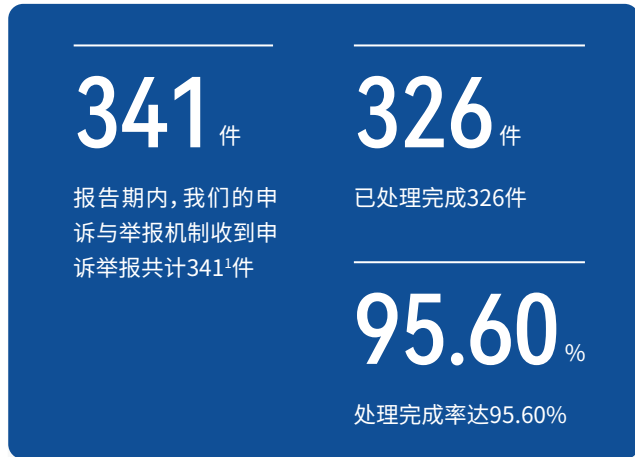 341件
报告期内，我们的申
诉与举报机制收到申
诉举报共计341¹件
326件
已处理完成326件
95.60%
处理完成率达95.60%